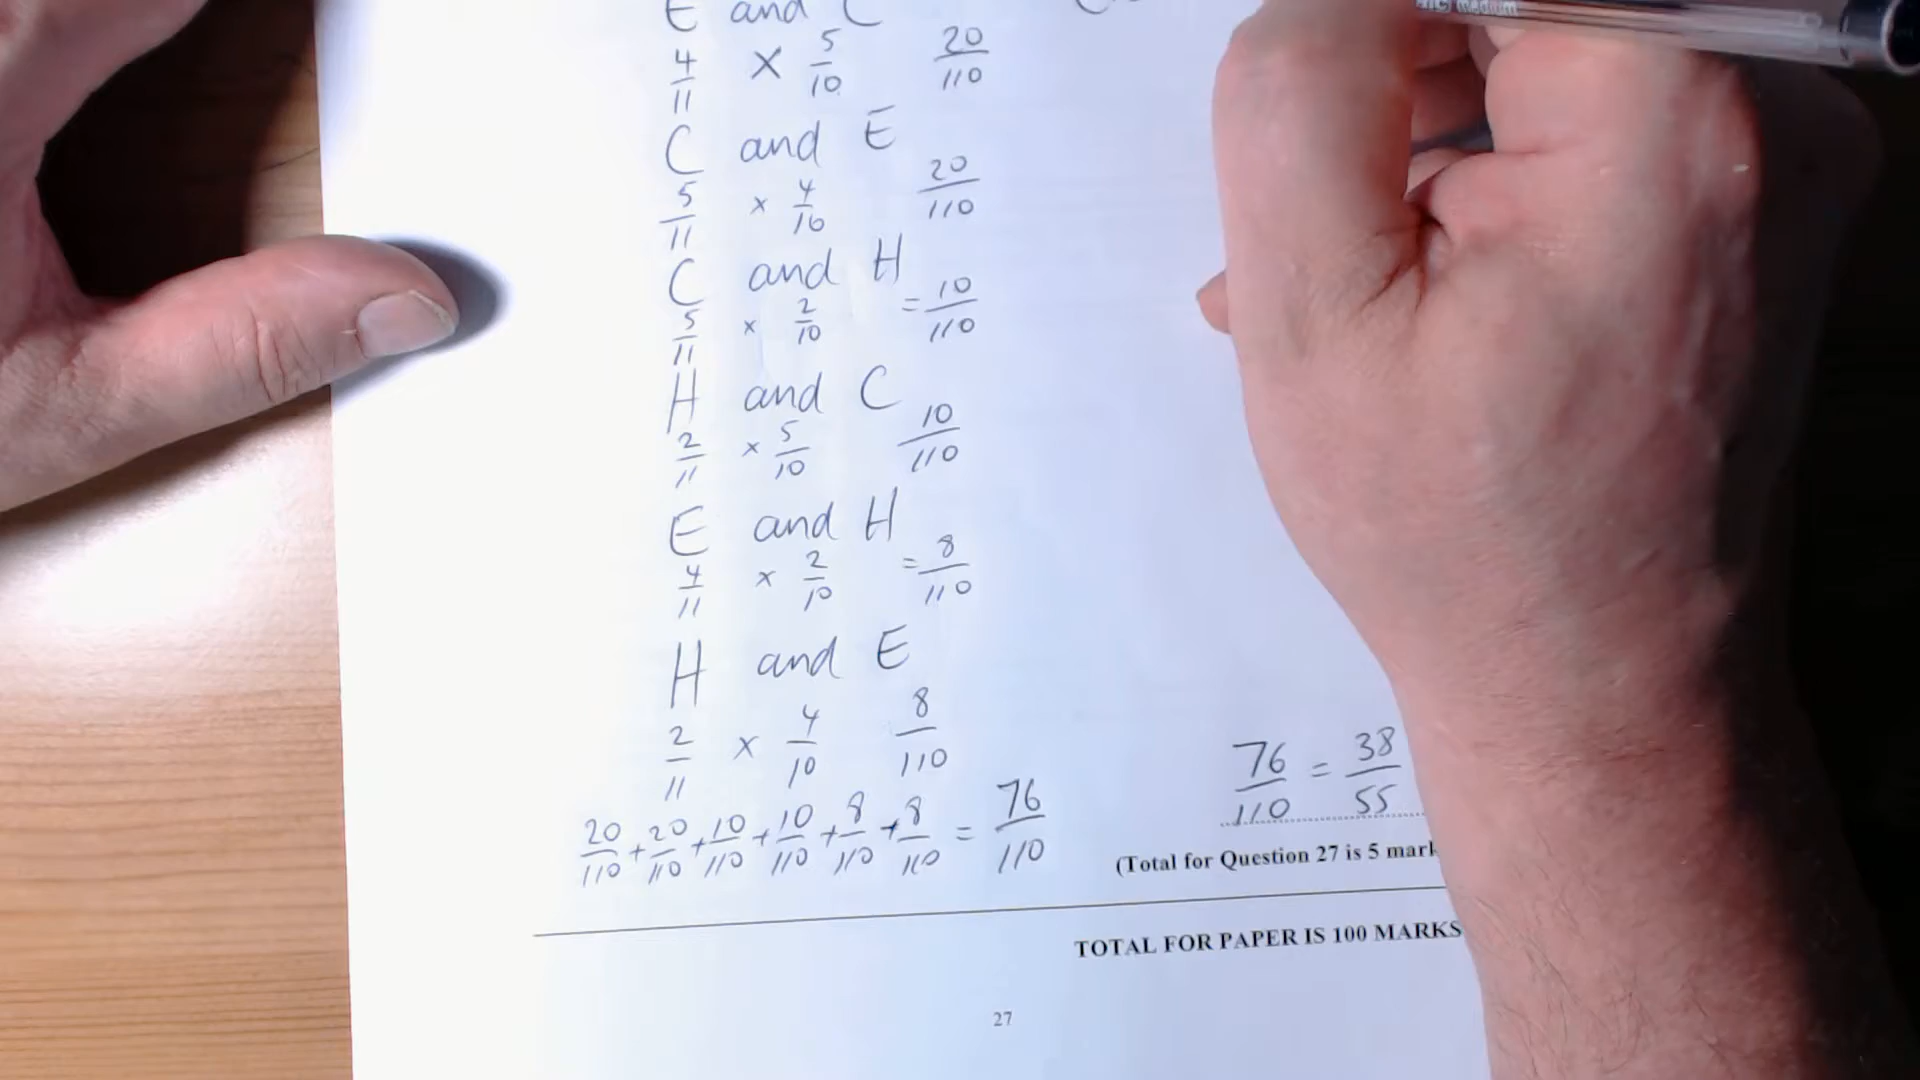 E and C
4/11 × 5/10 20/110
C and E
5/11 × 4/10 20/110
C and H
5/11 × 2/10 = 10/110
H and C
2/11 × 5/10 10/110
E and H
4/11 × 2/10 = 8/110
H and E
2/11 × 4/10 8/110
20/110 + 20/110 + 10/110 + 10/110 + 8/110 + 8/110 = 76/110
76/110 = 38/55
(Total for Question 27 is 5 mark
TOTAL FOR PAPER IS 100 MARKS
27